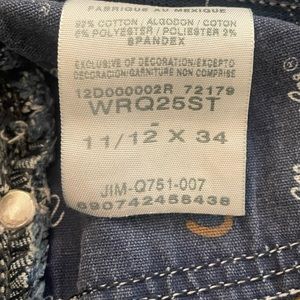 FABRIQUÉ AU MEXIQUE
92% COTTON / ALGODON / COTON
6% POLYESTER / POLIESTER 2%
SPANDEX
EXCLUSIVE OF DECORATION/EXCEPTO
DECORACION/GARNITURE NON COMPRISE
12D000002R 72179
WRQ25ST
11/12 X 34
JIM-Q751-007
890742458438